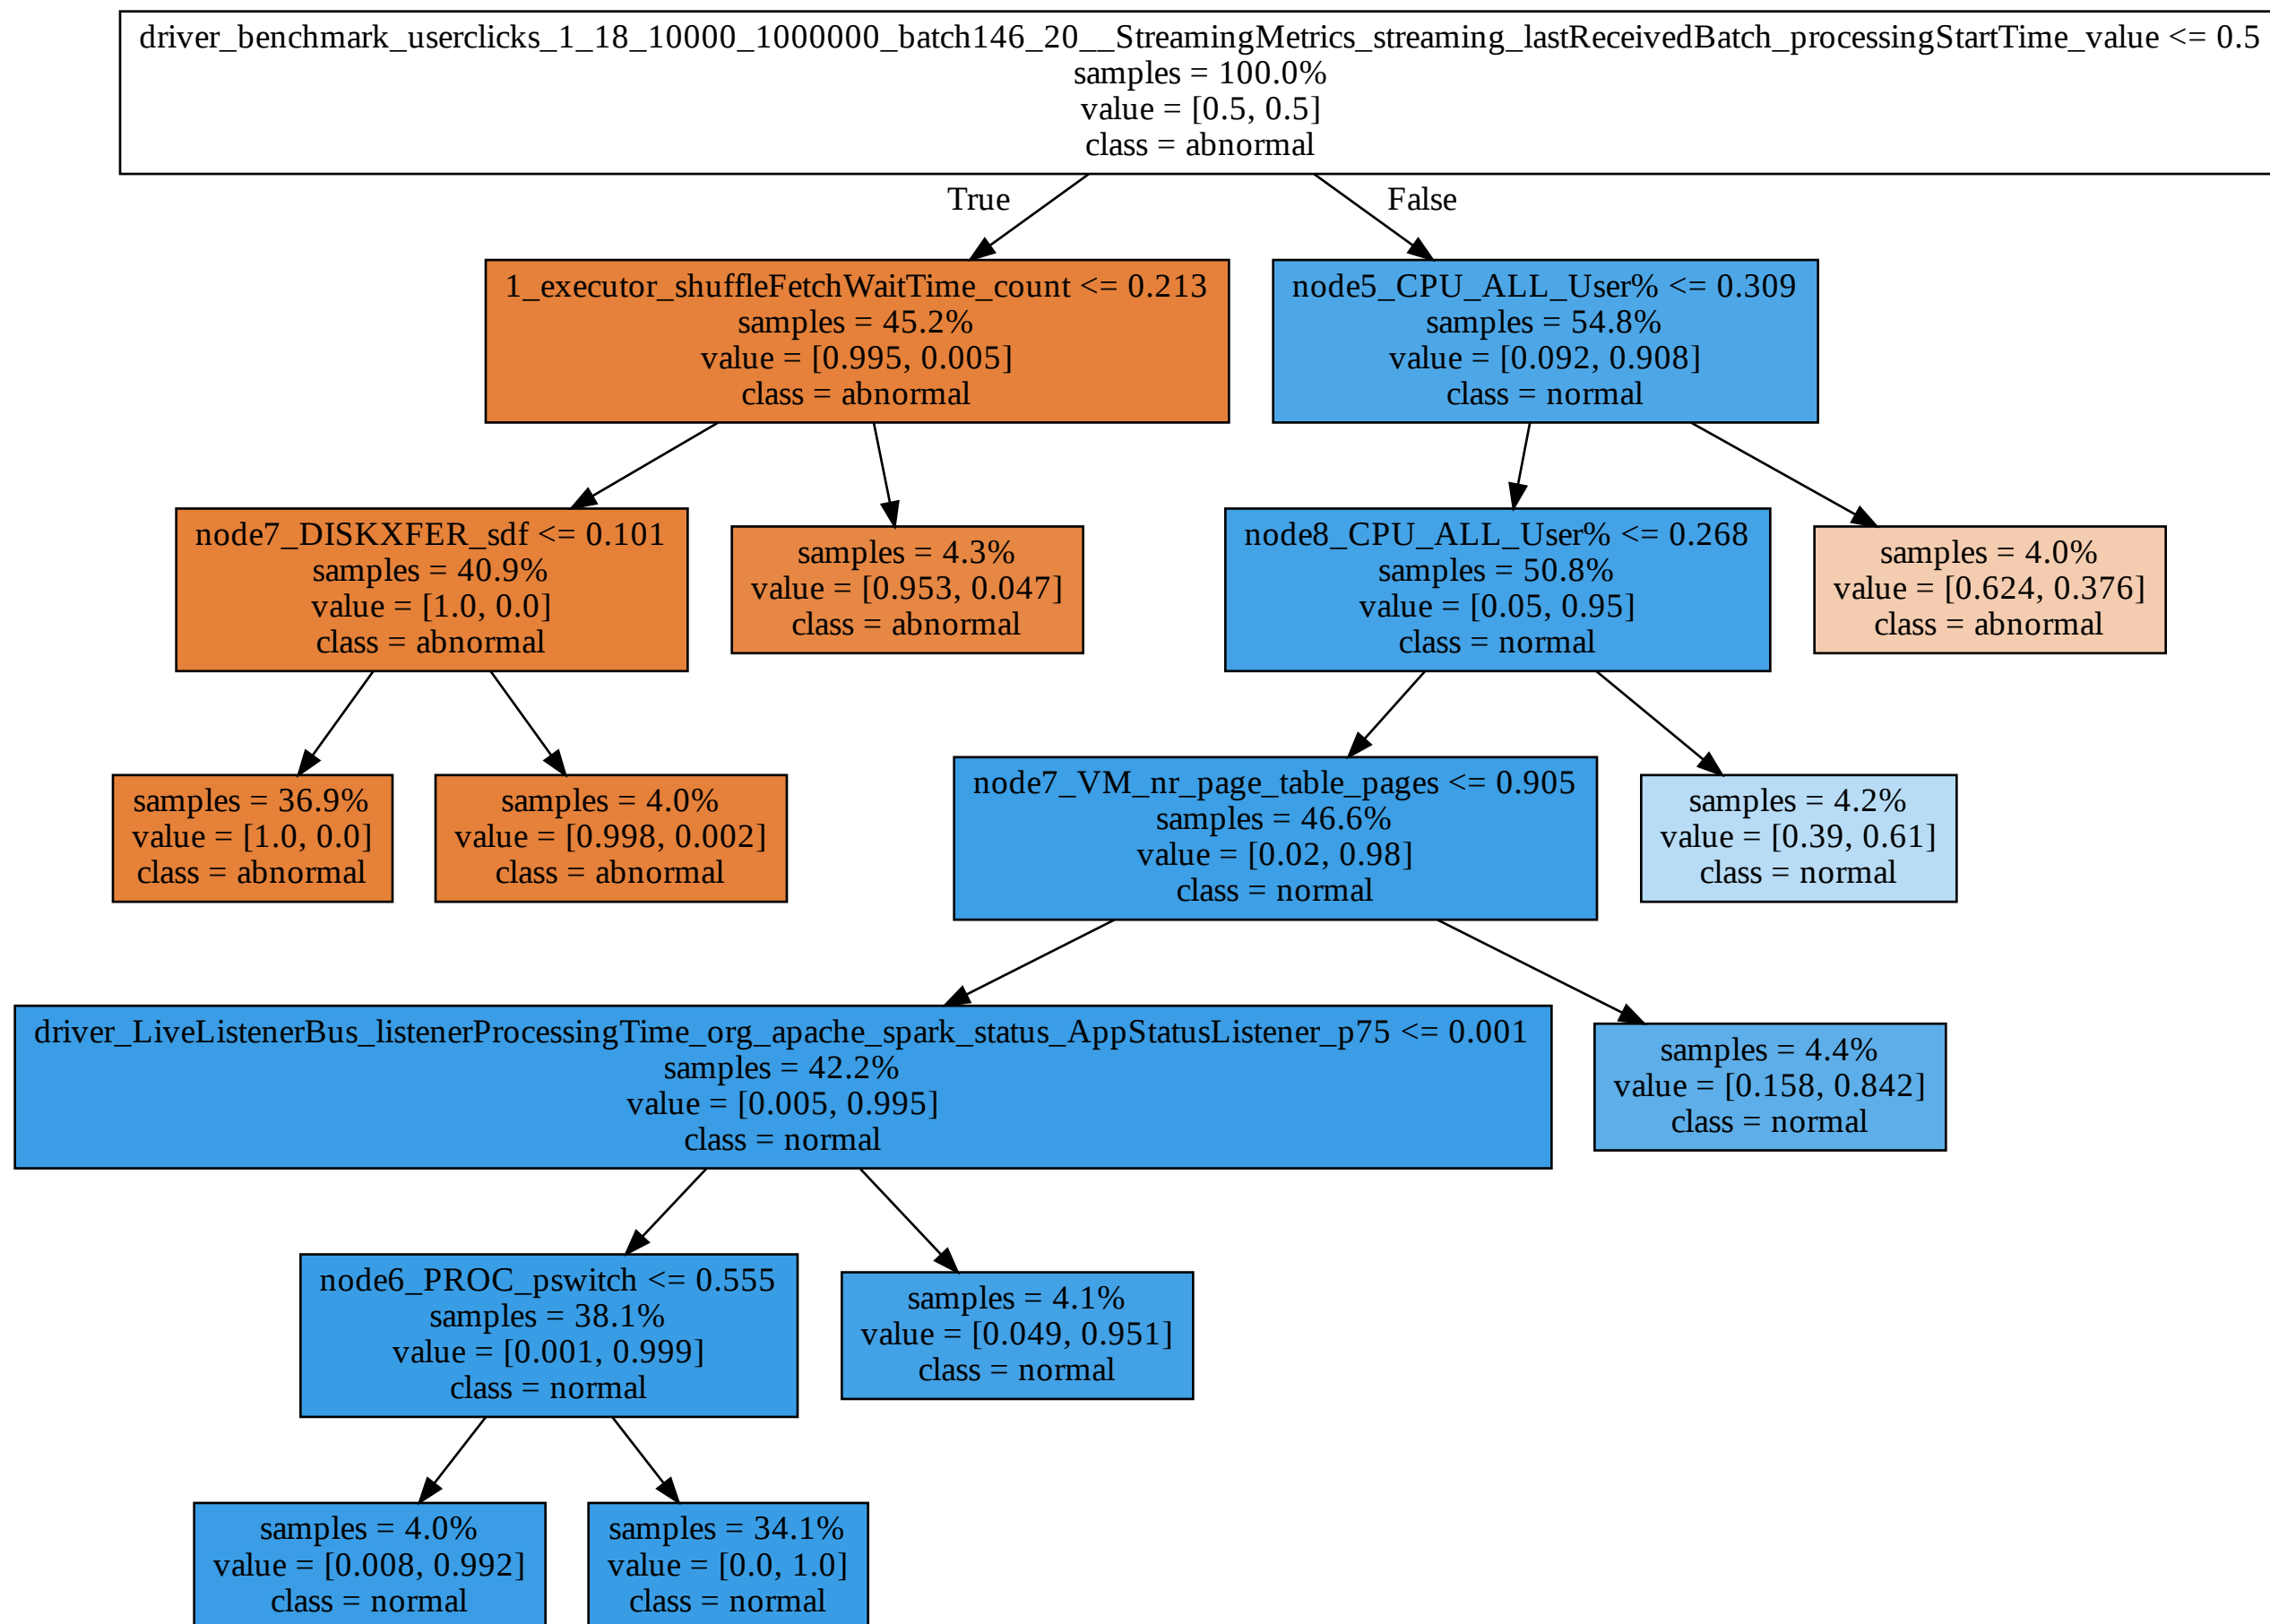 driver_benchmark_userclicks_1_18_10000_1000000_batch146_20__StreamingMetrics_streaming_lastReceivedBatch_processingStartTime_value <= 0.5
samples = 100.0%
value = [0.5, 0.5]
class = abnormal
True
False
1_executor_shuffleFetchWaitTime_count <= 0.213
samples = 45.2%
value = [0.995, 0.005]
class = abnormal
node5_CPU_ALL_User% <= 0.309
samples = 54.8%
value = [0.092, 0.908]
class = normal
node7_DISKXFER_sdf <= 0.101
samples = 40.9%
value = [1.0, 0.0]
class = abnormal
samples = 4.3%
value = [0.953, 0.047]
class = abnormal
node8_CPU_ALL_User% <= 0.268
samples = 50.8%
value = [0.05, 0.95]
class = normal
samples = 4.0%
value = [0.624, 0.376]
class = abnormal
samples = 36.9%
value = [1.0, 0.0]
class = abnormal
samples = 4.0%
value = [0.998, 0.002]
class = abnormal
node7_VM_nr_page_table_pages <= 0.905
samples = 46.6%
value = [0.02, 0.98]
class = normal
samples = 4.2%
value = [0.39, 0.61]
class = normal
driver_LiveListenerBus_listenerProcessingTime_org_apache_spark_status_AppStatusListener_p75 <= 0.001
samples = 42.2%
value = [0.005, 0.995]
class = normal
samples = 4.4%
value = [0.158, 0.842]
class = normal
node6_PROC_pswitch <= 0.555
samples = 38.1%
value = [0.001, 0.999]
class = normal
samples = 4.1%
value = [0.049, 0.951]
class = normal
samples = 4.0%
value = [0.008, 0.992]
class = normal
samples = 34.1%
value = [0.0, 1.0]
class = normal